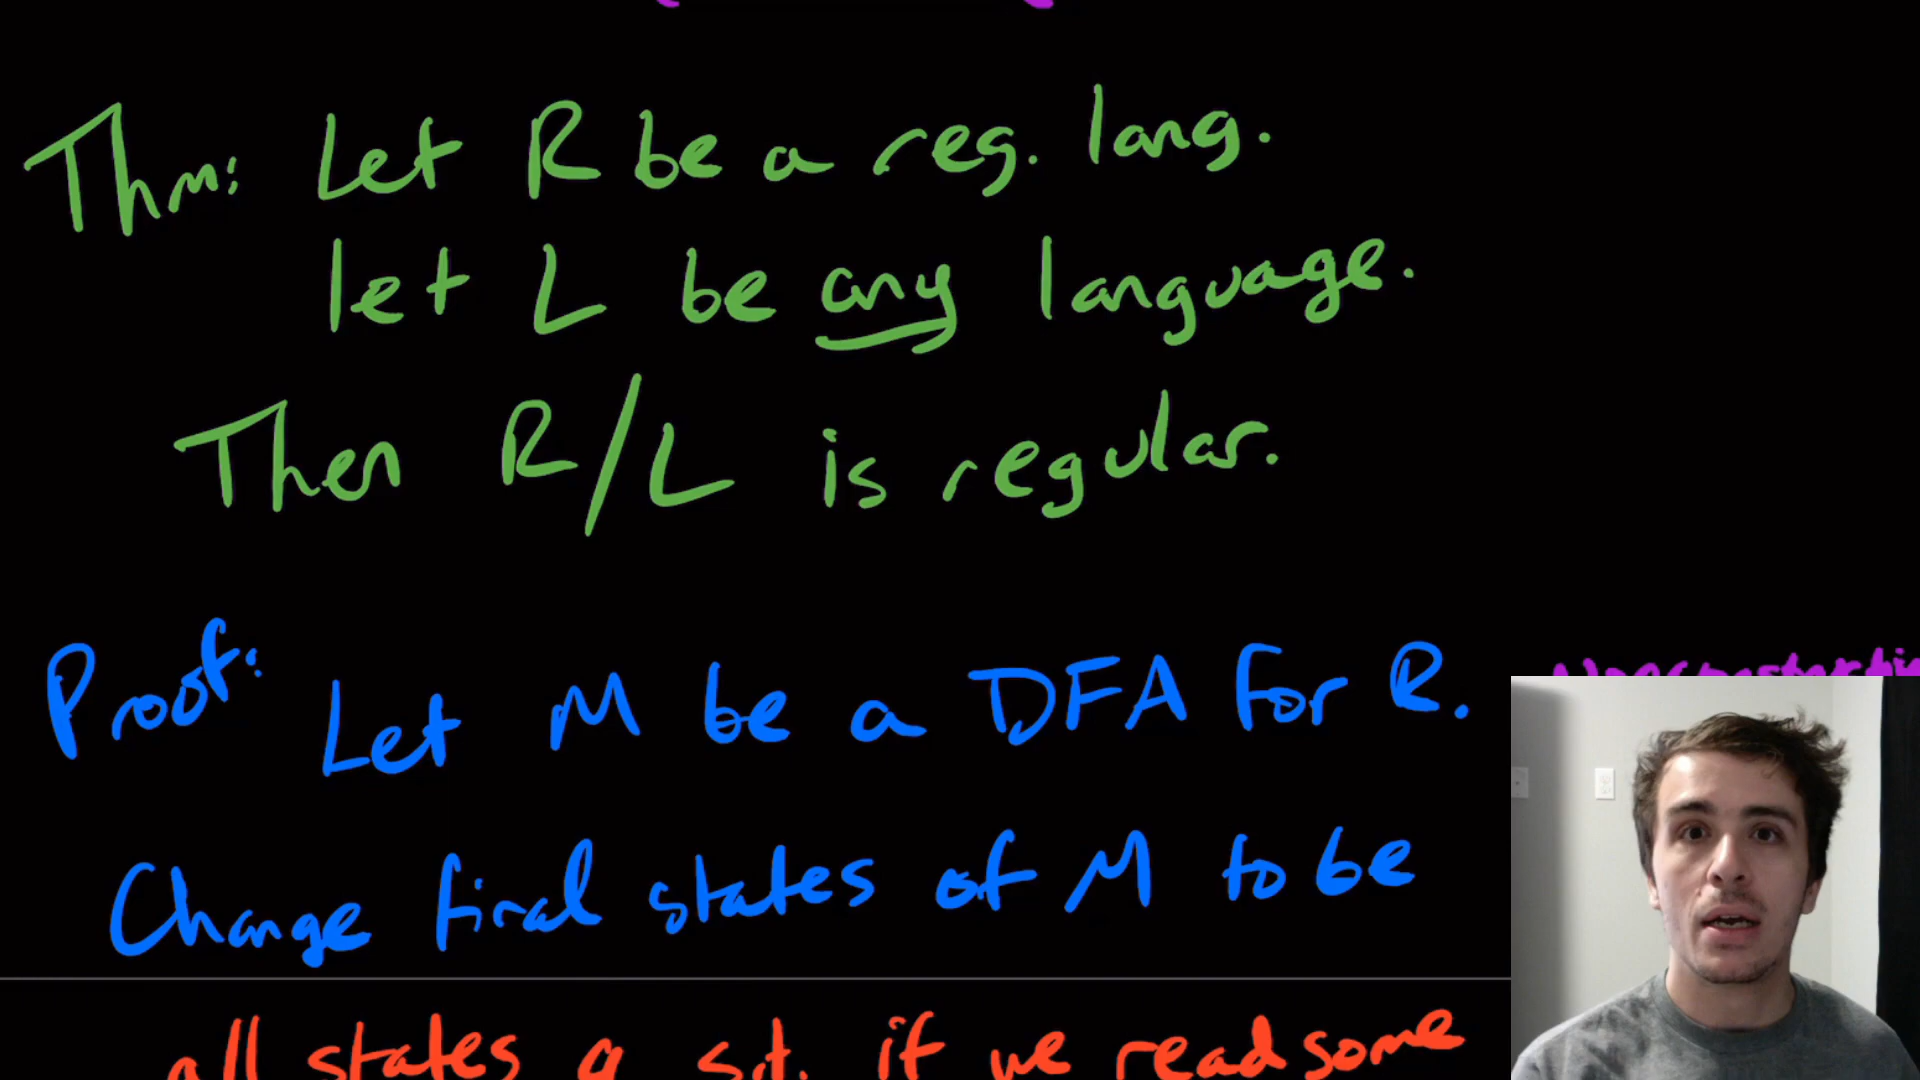 Thm: Let R be a reg. lang.
let L be any language.
Then R/L is regular.
Proof: Let M be a DFA for R.
Change final states of M to be
all states q s.t. if we read some